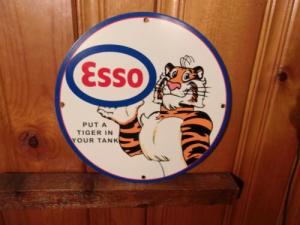 Esso
PUT A
TIGER IN
YOUR TANK